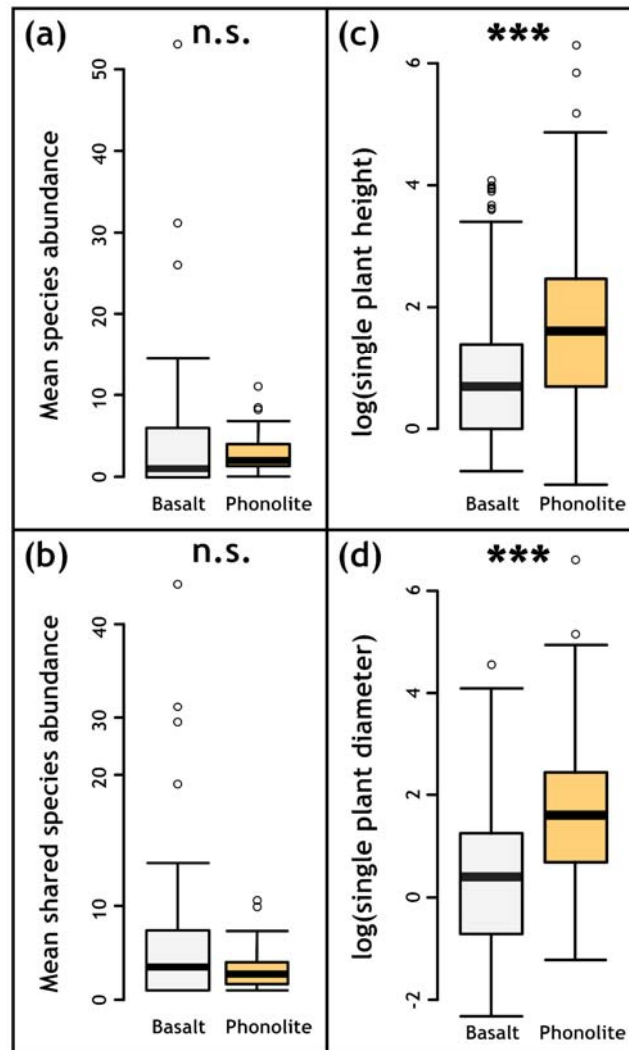 (a)
n.s.
Mean species abundance
50
40
30
20
10
0
Basalt
Phonolite
(c)
***
log(single plant height)
6
4
2
0
Basalt
Phonolite
(b)
n.s.
Mean shared species abundance
40
30
20
10
0
Basalt
Phonolite
(d)
***
log(single plant diameter)
6
4
2
0
-2
Basalt
Phonolite